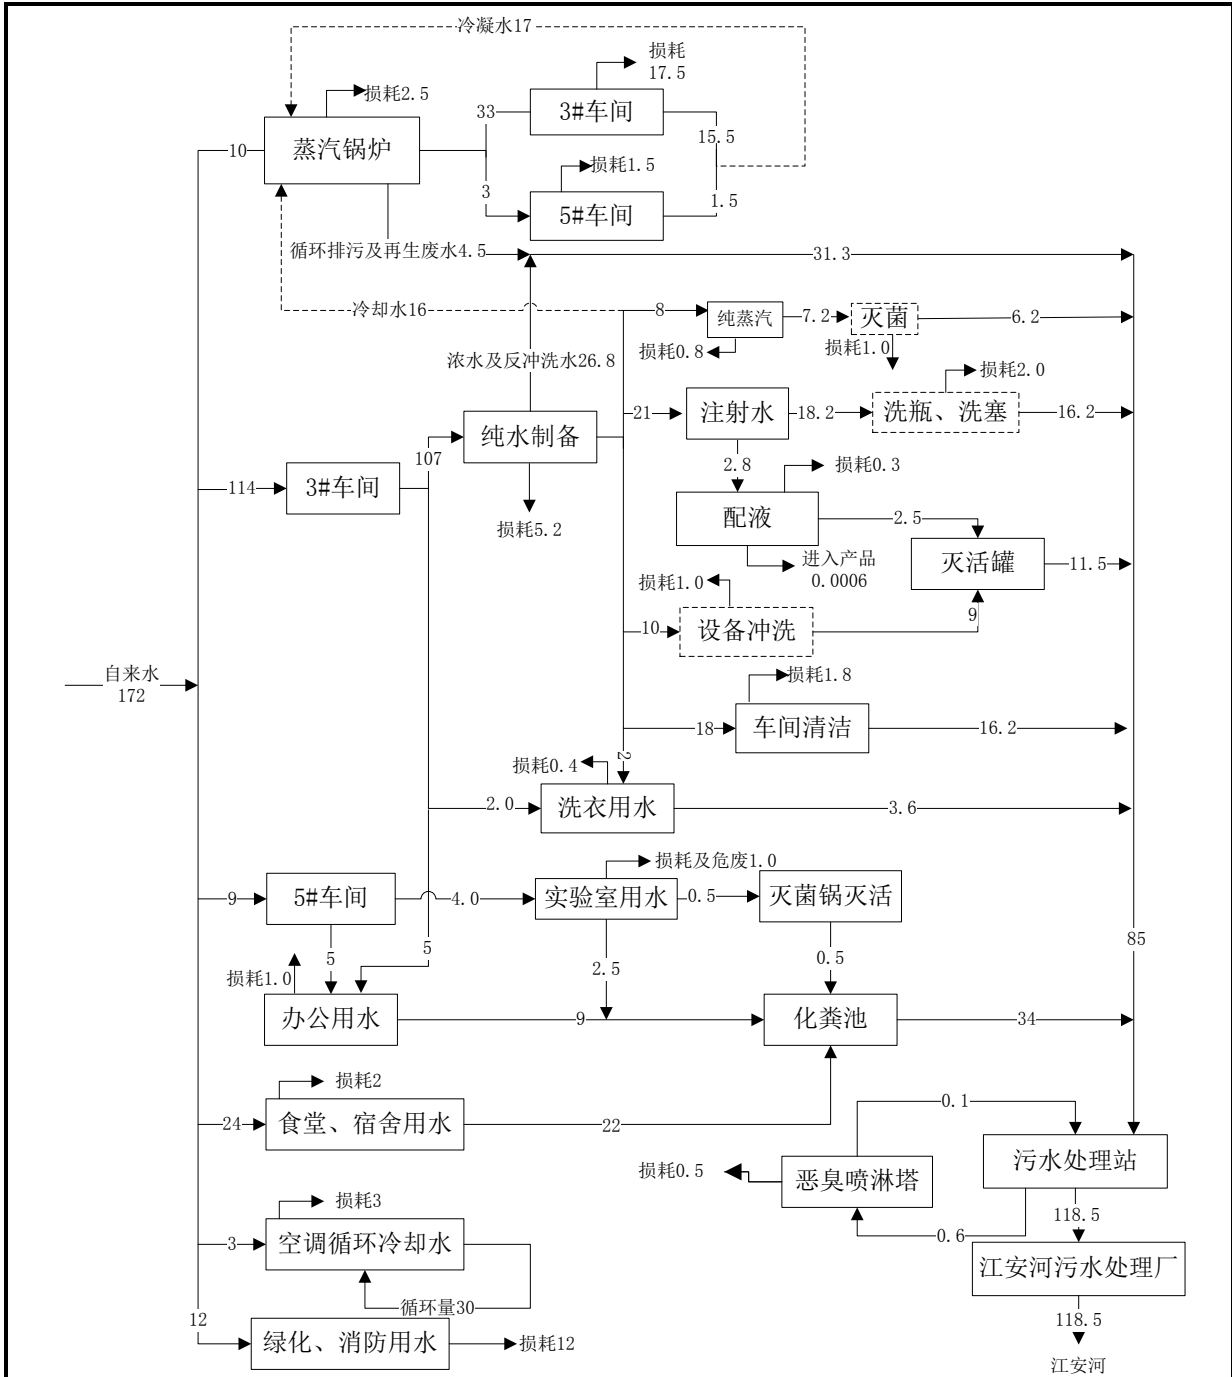 冷凝水17
损耗
17.5
损耗2.5
33
3#车间
10
蒸汽锅炉
15.5
损耗1.5
3
5#车间
1.5
循环排污及再生废水4.5
31.3
冷却水16
8
纯蒸汽
7.2
灭菌
6.2
损耗0.8
损耗1.0
浓水及反冲洗水26.8
损耗2.0
21
注射水
18.2
洗瓶、洗塞
16.2
纯水制备
107
2.8
损耗0.3
114
3#车间
配液
2.5
损耗5.2
进入产品
0.0006
灭活罐
11.5
损耗1.0
10
设备冲洗
9
自来水
172
损耗1.8
18
车间清洁
16.2
2
损耗0.4
2.0
洗衣用水
3.6
损耗及危废1.0
9
5#车间
4.0
实验室用水
0.5
灭菌锅灭活
85
5
5
2.5
0.5
损耗1.0
办公用水
9
化粪池
34
损耗2
24
食堂、宿舍用水
22
0.1
损耗0.5
恶臭喷淋塔
污水处理站
损耗3
118.5
3
空调循环冷却水
0.6
江安河污水处理厂
循环量30
12
绿化、消防用水
损耗12
118.5
江安河